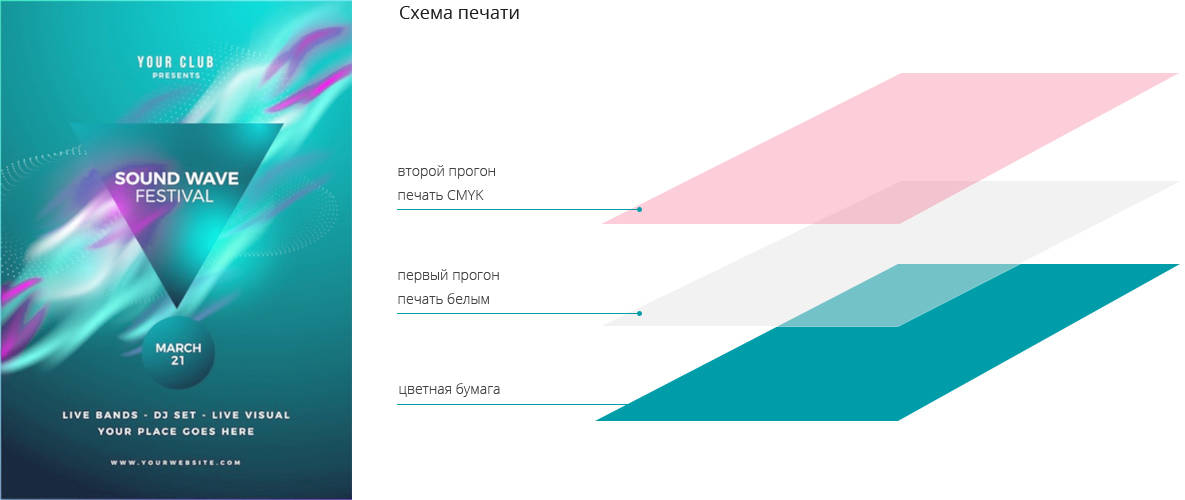 YOUR CLUB
PRESENTS
SOUND WAVE
FESTIVAL
MARCH
21
LIVE BANDS - DJ SET - LIVE VISUAL
YOUR PLACE GOES HERE
WWW.YOURWEBSITE.COM
Схема печати
второй прогон
печать CMYK
первый прогон
печать белым
цветная бумага